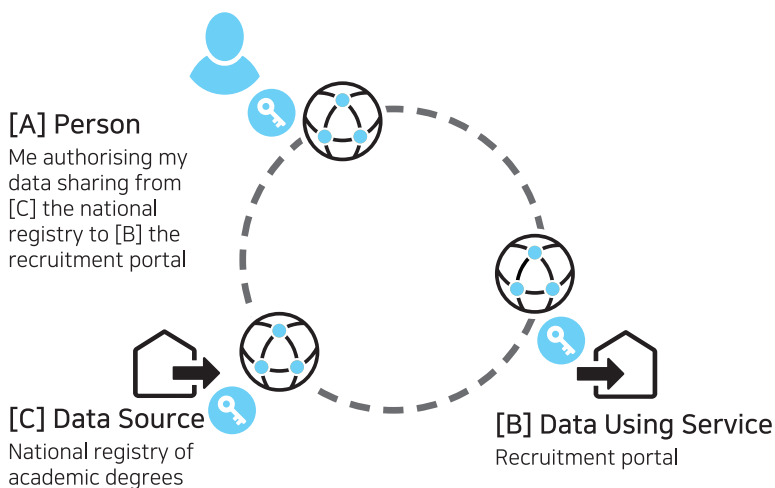 [A] Person
Me authorising my
data sharing from
[C] the national
registry to [B] the
recruitment portal
[C] Data Source
National registry of
academic degrees
[B] Data Using Service
Recruitment portal